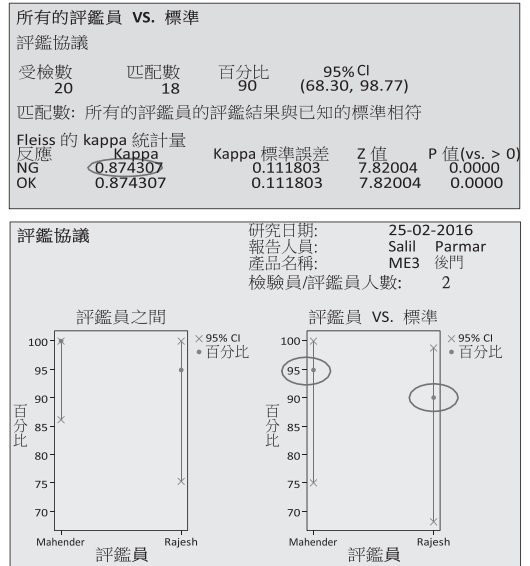 所有的評鑑員 VS. 標準
評鑑協議
受檢數 匹配數 百分比 95% CI
20 18 90 (68.30, 98.77)
匹配數: 所有的評鑑員的評鑑結果與已知的標準相符
Fleiss 的 kappa 統計量
反應 Kappa Kappa 標準誤差 Z 值 P 值(vs. > 0)
NG 0.874307 0.111803 7.82004 0.0000
OK 0.874307 0.111803 7.82004 0.0000
評鑑協議
研究日期: 25-02-2016
報告人員: Salil Parmar
產品名稱: ME3 後門
檢驗員/評鑑員人數: 2
評鑑員之間
95% CI
百分比
100
95
90
85
80
75
70
百分比
Mahender Rajesh
評鑑員
評鑑員 VS. 標準
95% CI
百分比
100
95
90
85
80
75
70
百分比
Mahender Rajesh
評鑑員